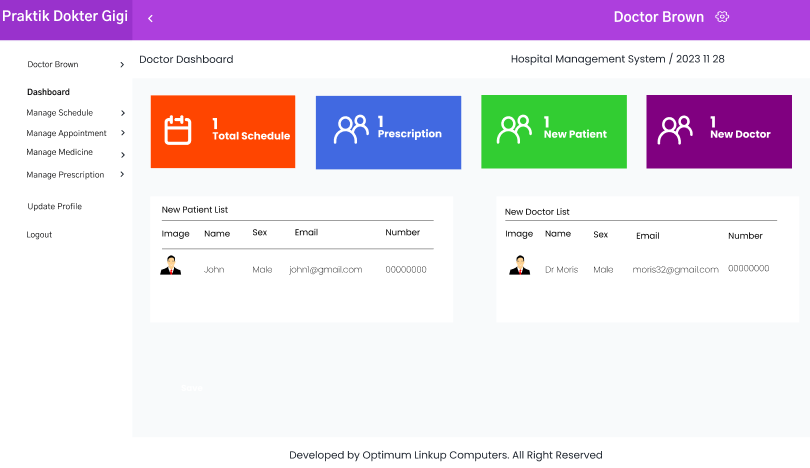 Praktik Dokter Gigi
Doctor Brown
Doctor Brown
Doctor Dashboard
Hospital Management System / 2023 11 28
Dashboard
Manage Schedule
Manage Appointment
Manage Medicine
Manage Prescription
Update Profile
Logout
1
Total Schedule
1
Prescription
1
New Patient
1
New Doctor
New Patient List
Image Name Sex Email Number
John Male john1@gmail.com 00000000
New Doctor List
Image Name Sex Email Number
Dr Moris Male moris32@gmail.com 00000000
Developed by Optimum Linkup Computers. All Right Reserved